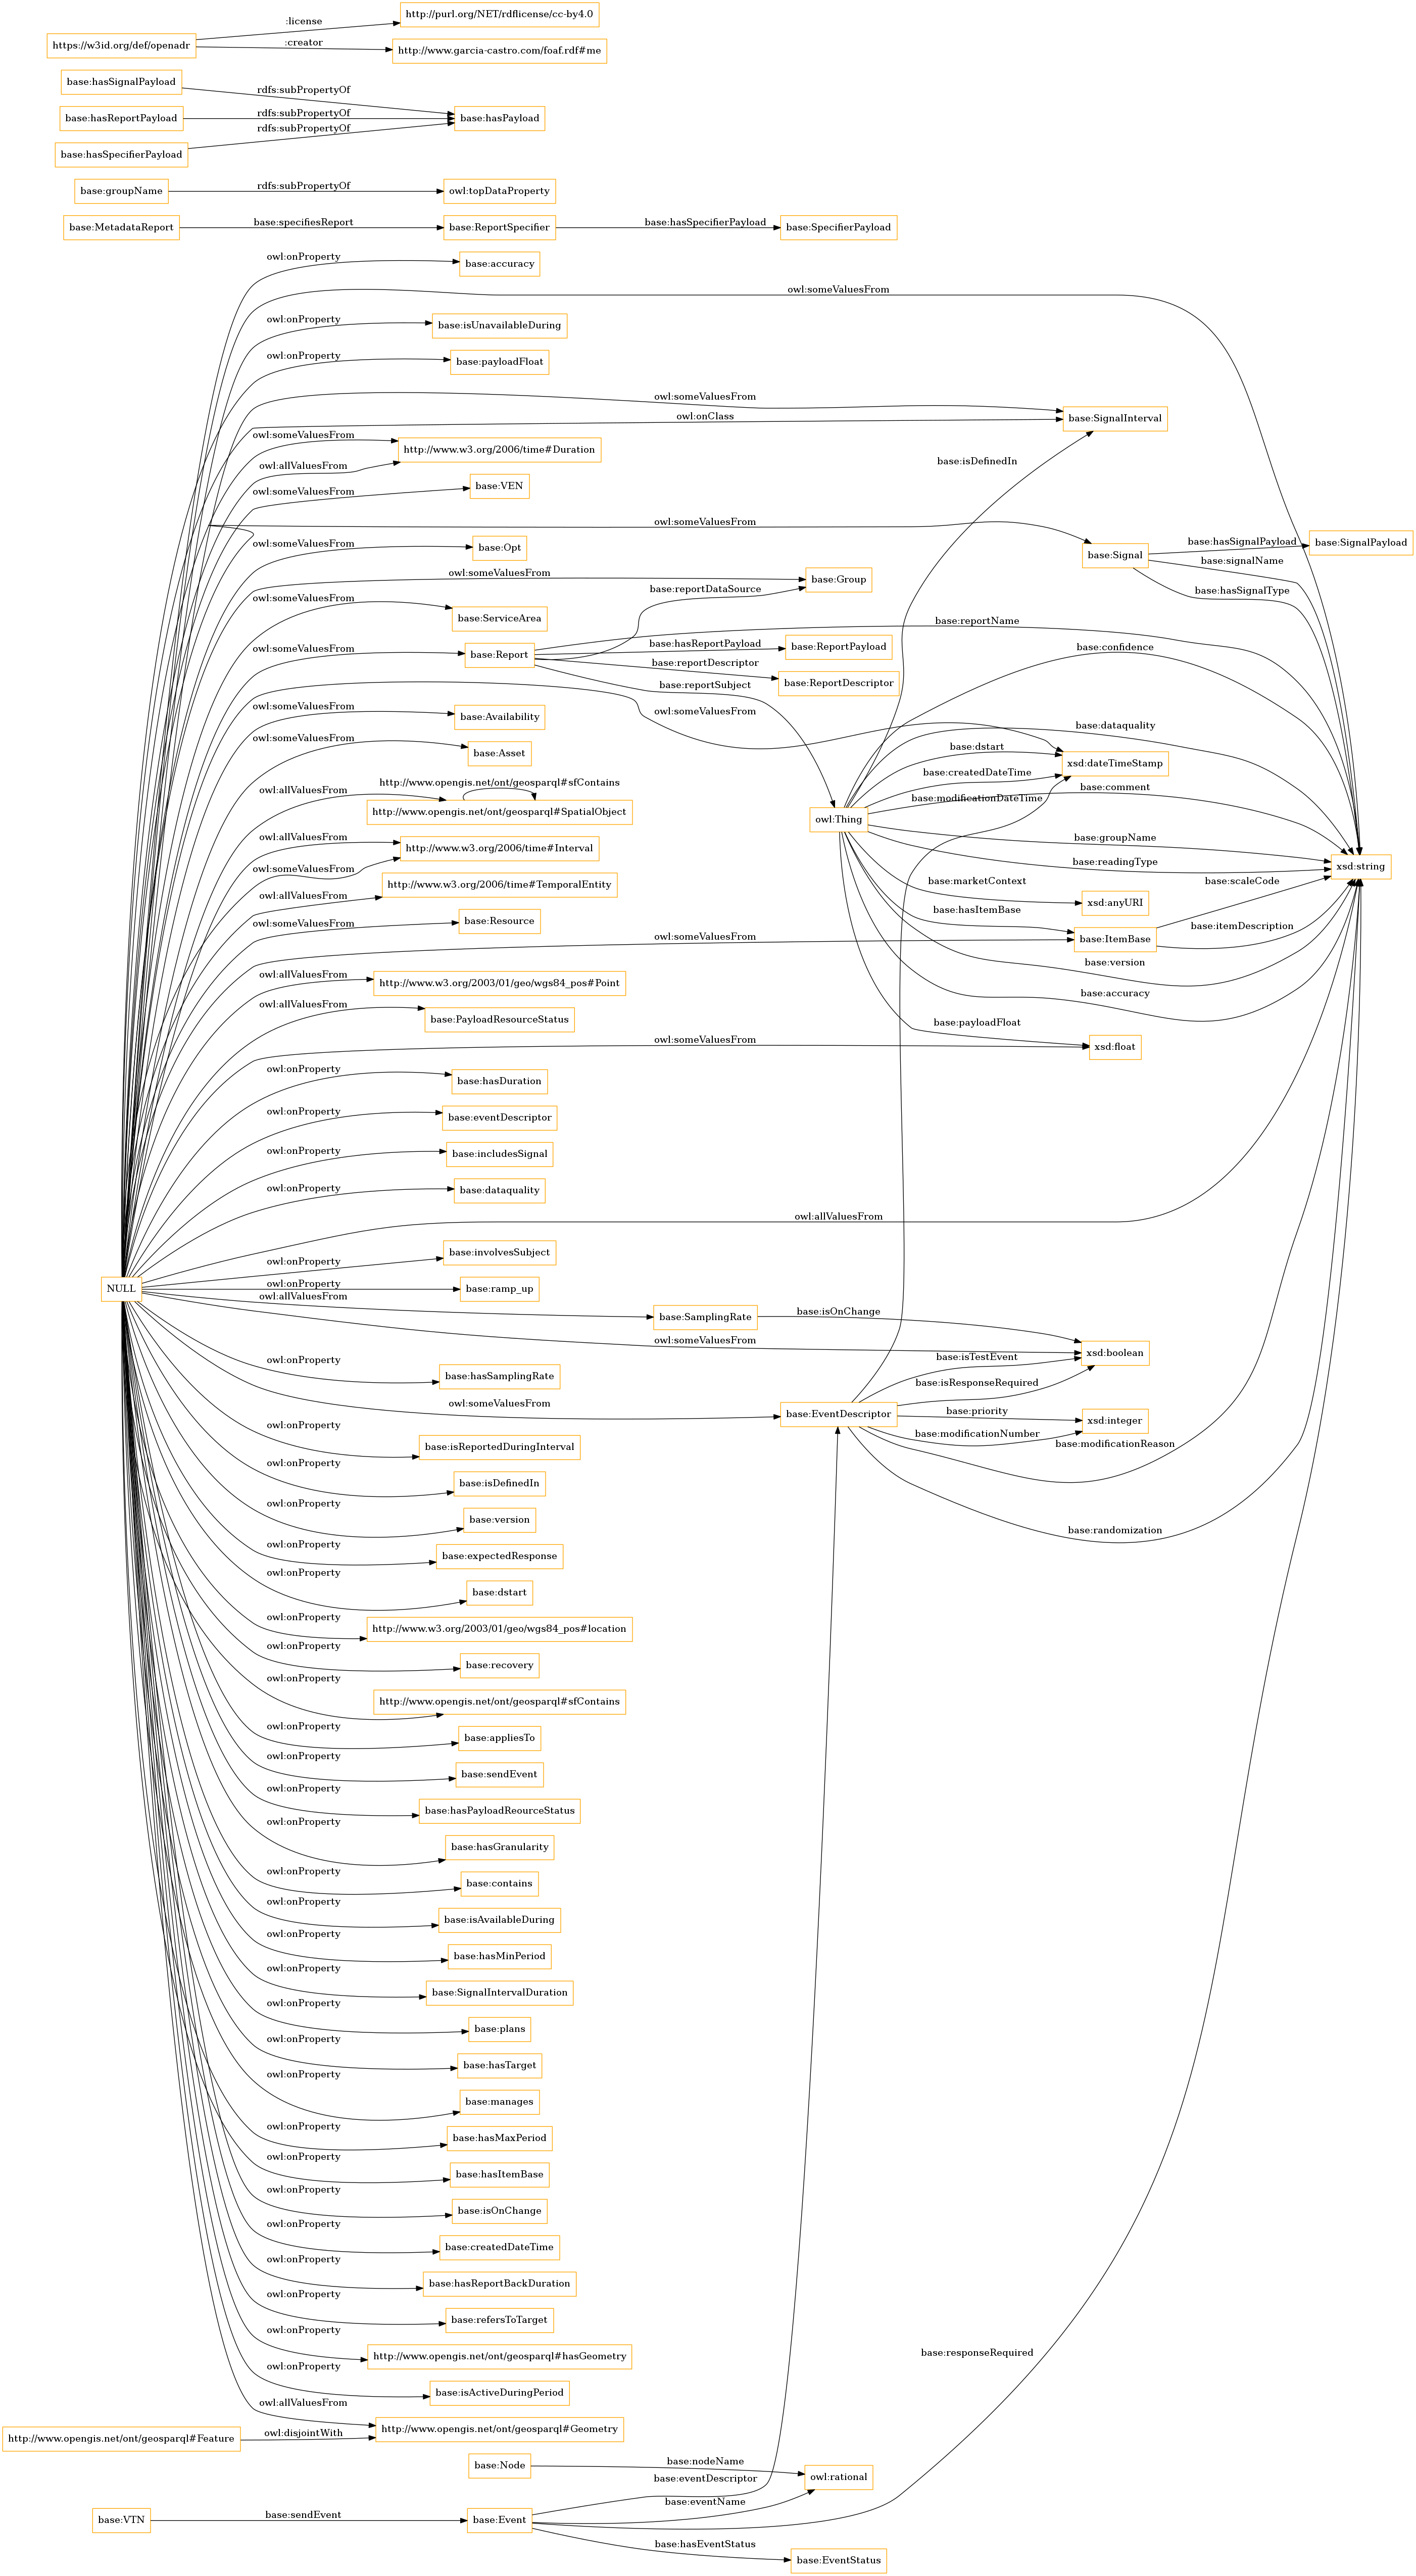 http://purl.org/NET/rdflicense/cc-by4.0
:license
https://w3id.org/def/openadr
:creator
http://www.garcia-castro.com/foaf.rdf#me
base:hasSignalPayload
rdfs:subPropertyOf
base:hasReportPayload
rdfs:subPropertyOf
base:hasPayload
rdfs:subPropertyOf
base:hasSpecifierPayload
base:groupName
rdfs:subPropertyOf
owl:topDataProperty
base:MetadataReport
base:specifiesReport
base:ReportSpecifier
base:hasSpecifierPayload
base:SpecifierPayload
owl:onProperty
base:accuracy
owl:someValuesFrom
owl:onProperty
base:isUnavailableDuring
owl:onProperty
base:payloadFloat
owl:someValuesFrom
owl:onClass
base:SignalInterval
owl:someValuesFrom
http://www.w3.org/2006/time#Duration
owl:allValuesFrom
base:isDefinedIn
owl:someValuesFrom
base:VEN
owl:someValuesFrom
owl:someValuesFrom
base:Opt
base:Signal
base:hasSignalPayload
base:SignalPayload
base:signalName
base:hasSignalType
owl:someValuesFrom
base:Group
base:reportDataSource
owl:someValuesFrom
base:ServiceArea
base:reportName
owl:someValuesFrom
base:Report
base:hasReportPayload
base:ReportPayload
base:reportDescriptor
base:ReportDescriptor
base:reportSubject
base:confidence
owl:someValuesFrom
base:Availability
owl:someValuesFrom
base:dataquality
owl:someValuesFrom
base:Asset
base:dstart
xsd:dateTimeStamp
base:createdDateTime
http://www.opengis.net/ont/geosparql#sfContains
owl:allValuesFrom
http://www.opengis.net/ont/geosparql#SpatialObject
base:modificationDateTime
base:comment
owl:Thing
owl:allValuesFrom
http://www.w3.org/2006/time#Interval
base:groupName
owl:someValuesFrom
base:readingType
xsd:string
http://www.w3.org/2006/time#TemporalEntity
owl:allValuesFrom
base:marketContext
xsd:anyURI
base:scaleCode
owl:someValuesFrom
base:Resource
base:hasItemBase
base:itemDescription
owl:someValuesFrom
base:ItemBase
base:version
owl:allValuesFrom
http://www.w3.org/2003/01/geo/wgs84_pos#Point
base:accuracy
owl:allValuesFrom
base:PayloadResourceStatus
base:payloadFloat
owl:someValuesFrom
xsd:float
owl:onProperty
base:hasDuration
owl:onProperty
base:eventDescriptor
owl:onProperty
base:includesSignal
owl:onProperty
base:dataquality
owl:allValuesFrom
owl:onProperty
base:involvesSubject
NULL
owl:onProperty
base:ramp_up
owl:allValuesFrom
base:SamplingRate
base:isOnChange
owl:someValuesFrom
xsd:boolean
base:isTestEvent
owl:onProperty
base:hasSamplingRate
base:isResponseRequired
owl:someValuesFrom
base:EventDescriptor
base:priority
xsd:integer
base:modificationNumber
base:modificationReason
owl:onProperty
base:isReportedDuringInterval
owl:onProperty
base:isDefinedIn
owl:onProperty
base:version
base:randomization
owl:onProperty
base:expectedResponse
owl:onProperty
base:dstart
owl:onProperty
http://www.w3.org/2003/01/geo/wgs84_pos#location
owl:onProperty
base:recovery
owl:onProperty
http://www.opengis.net/ont/geosparql#sfContains
owl:onProperty
base:appliesTo
owl:onProperty
base:sendEvent
owl:onProperty
base:hasPayloadReourceStatus
owl:onProperty
base:hasGranularity
owl:onProperty
base:contains
owl:onProperty
base:isAvailableDuring
owl:onProperty
base:hasMinPeriod
owl:onProperty
base:SignalIntervalDuration
owl:onProperty
base:plans
owl:onProperty
base:hasTarget
owl:onProperty
base:manages
owl:onProperty
base:hasMaxPeriod
owl:onProperty
base:hasItemBase
owl:onProperty
base:isOnChange
owl:onProperty
base:createdDateTime
owl:onProperty
base:hasReportBackDuration
owl:onProperty
base:refersToTarget
owl:onProperty
http://www.opengis.net/ont/geosparql#hasGeometry
base:responseRequired
owl:onProperty
base:isActiveDuringPeriod
owl:allValuesFrom
http://www.opengis.net/ont/geosparql#Geometry
http://www.opengis.net/ont/geosparql#Feature
owl:disjointWith
base:Node
base:nodeName
owl:rational
base:eventDescriptor
base:eventName
base:VTN
base:sendEvent
base:Event
base:hasEventStatus
base:EventStatus